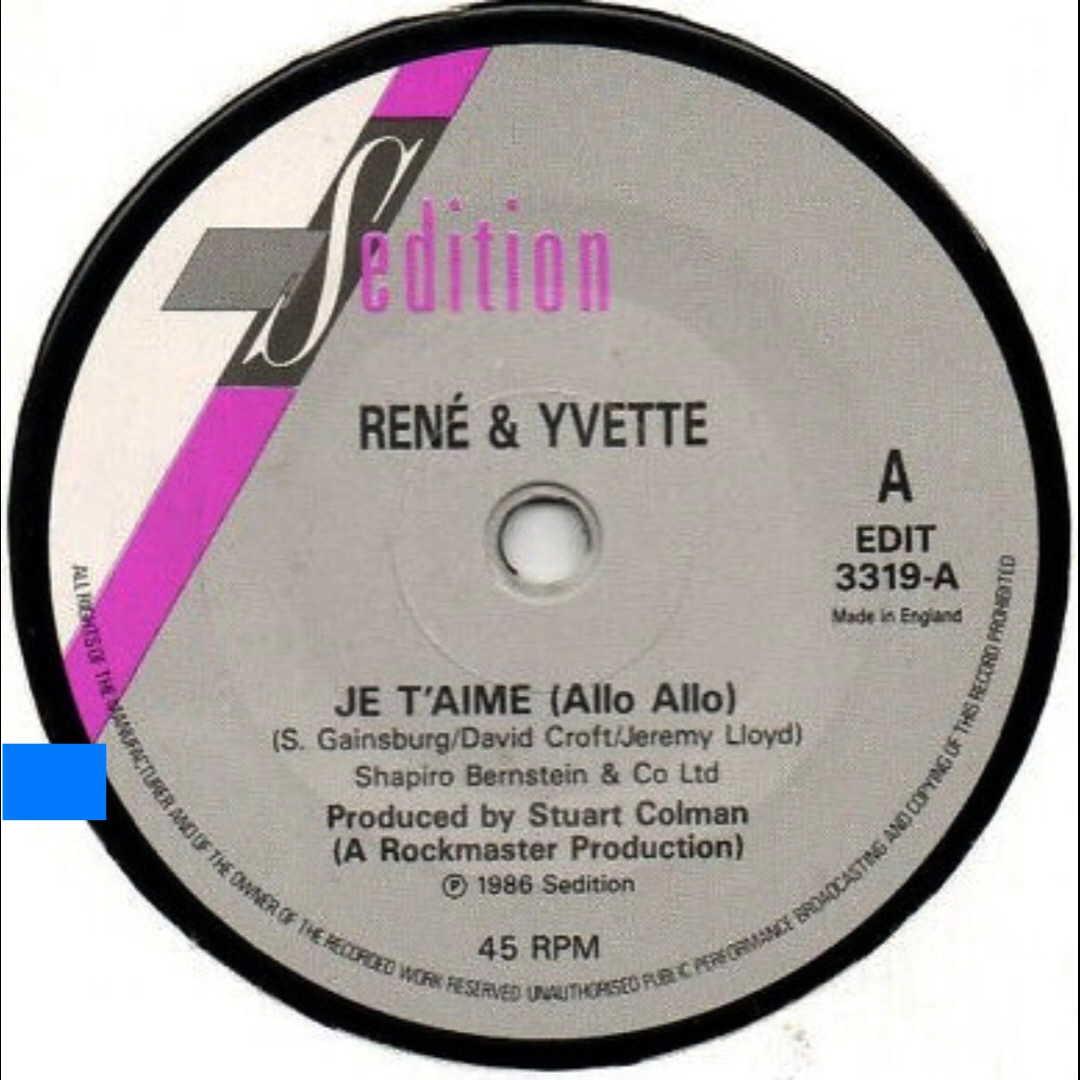 Sedition
RENÉ & YVETTE
A
EDIT
3319-A
Made in England
JE T'AIME (Allo Allo)
(S. Gainsburg/David Croft/Jeremy Lloyd)
Shapiro Bernstein & Co Ltd
Produced by Stuart Colman
(A Rockmaster Production)
℗ 1986 Sedition
45 RPM
ALL RIGHTS OF THE MANUFACTURER AND OF THE OWNER OF THE RECORDED WORK RESERVED UNAUTHORISED PUBLIC PERFORMANCE BROADCASTING AND COPYING OF THIS RECORD PROHIBITED